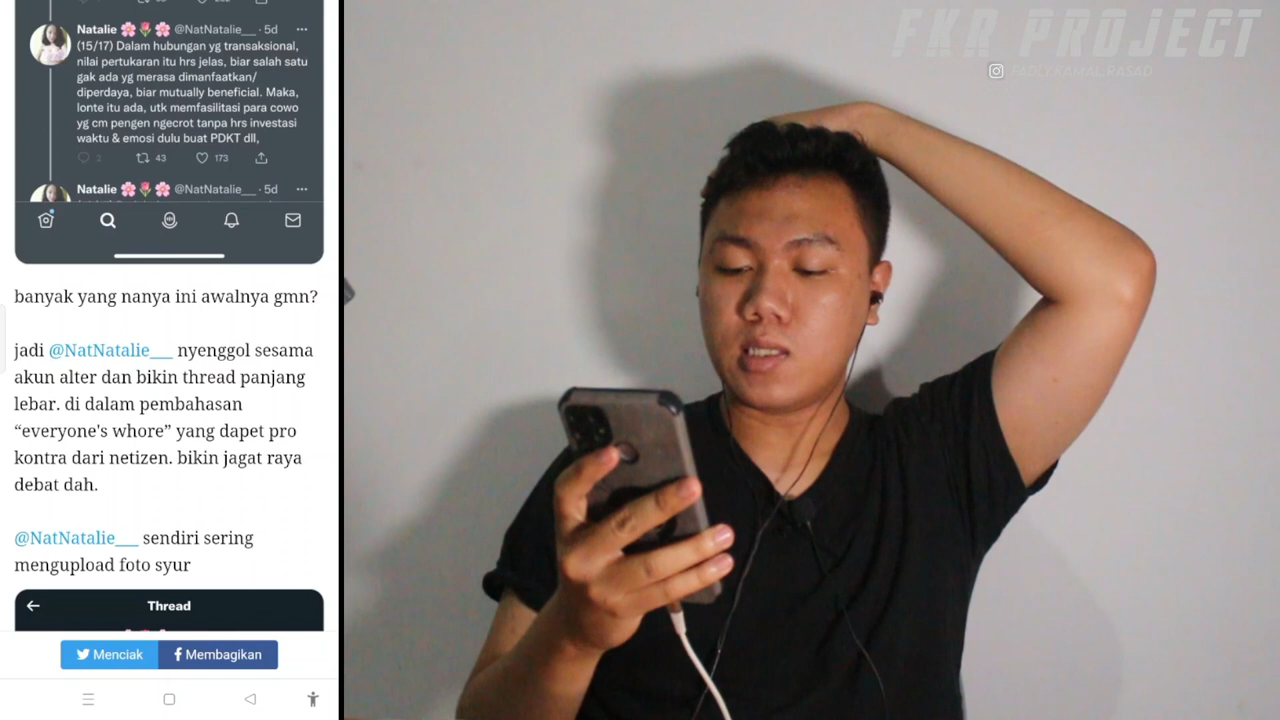 Natalie 🌸🌷🌸 @NatNatalie___ · 5d
(15/17) Dalam hubungan yg transaksional,
nilai pertukaran itu hrs jelas, biar salah satu
gak ada yg merasa dimanfaatkan/
diperdaya, biar mutually beneficial. Maka,
lonte itu ada, utk memfasilitasi para cowo
yg cm pengen ngecrot tanpa hrs investasi
waktu & emosi dulu buat PDKT dll,
2 43 173
Natalie 🌸🌷🌸 @NatNatalie___ · 5d
banyak yang nanya ini awalnya gmn?
jadi @NatNatalie___ nyenggol sesama
akun alter dan bikin thread panjang
lebar. di dalam pembahasan
“everyone's whore” yang dapet pro
kontra dari netizen. bikin jagat raya
debat dah.
@NatNatalie___ sendiri sering
mengupload foto syur
Thread
Menciak Membagikan
FKR PROJECT
FADLY KAMAL RASAD